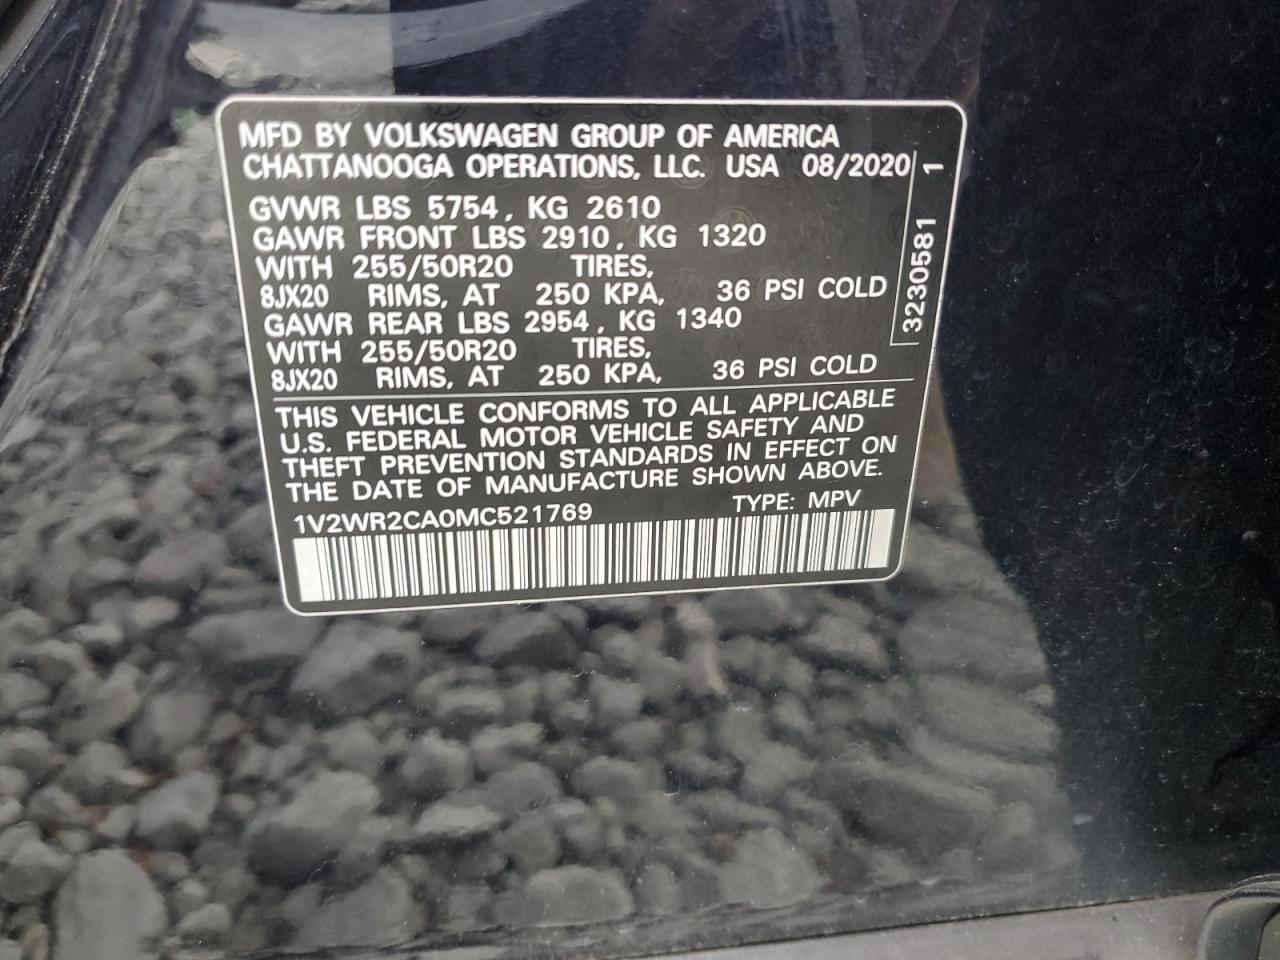 MFD BY VOLKSWAGEN GROUP OF AMERICA
CHATTANOOGA OPERATIONS, LLC. USA 08/2020
GVWR LBS 5754, KG 2610
GAWR FRONT LBS 2910, KG 1320
WITH 255/50R20 TIRES,
8JX20 RIMS, AT 250 KPA, 36 PSI COLD
GAWR REAR LBS 2954, KG 1340
WITH 255/50R20 TIRES,
8JX20 RIMS, AT 250 KPA, 36 PSI COLD
3230581 1
THIS VEHICLE CONFORMS TO ALL APPLICABLE
U.S. FEDERAL MOTOR VEHICLE SAFETY AND
THEFT PREVENTION STANDARDS IN EFFECT ON
THE DATE OF MANUFACTURE SHOWN ABOVE.
1V2WR2CA0MC521769 TYPE: MPV